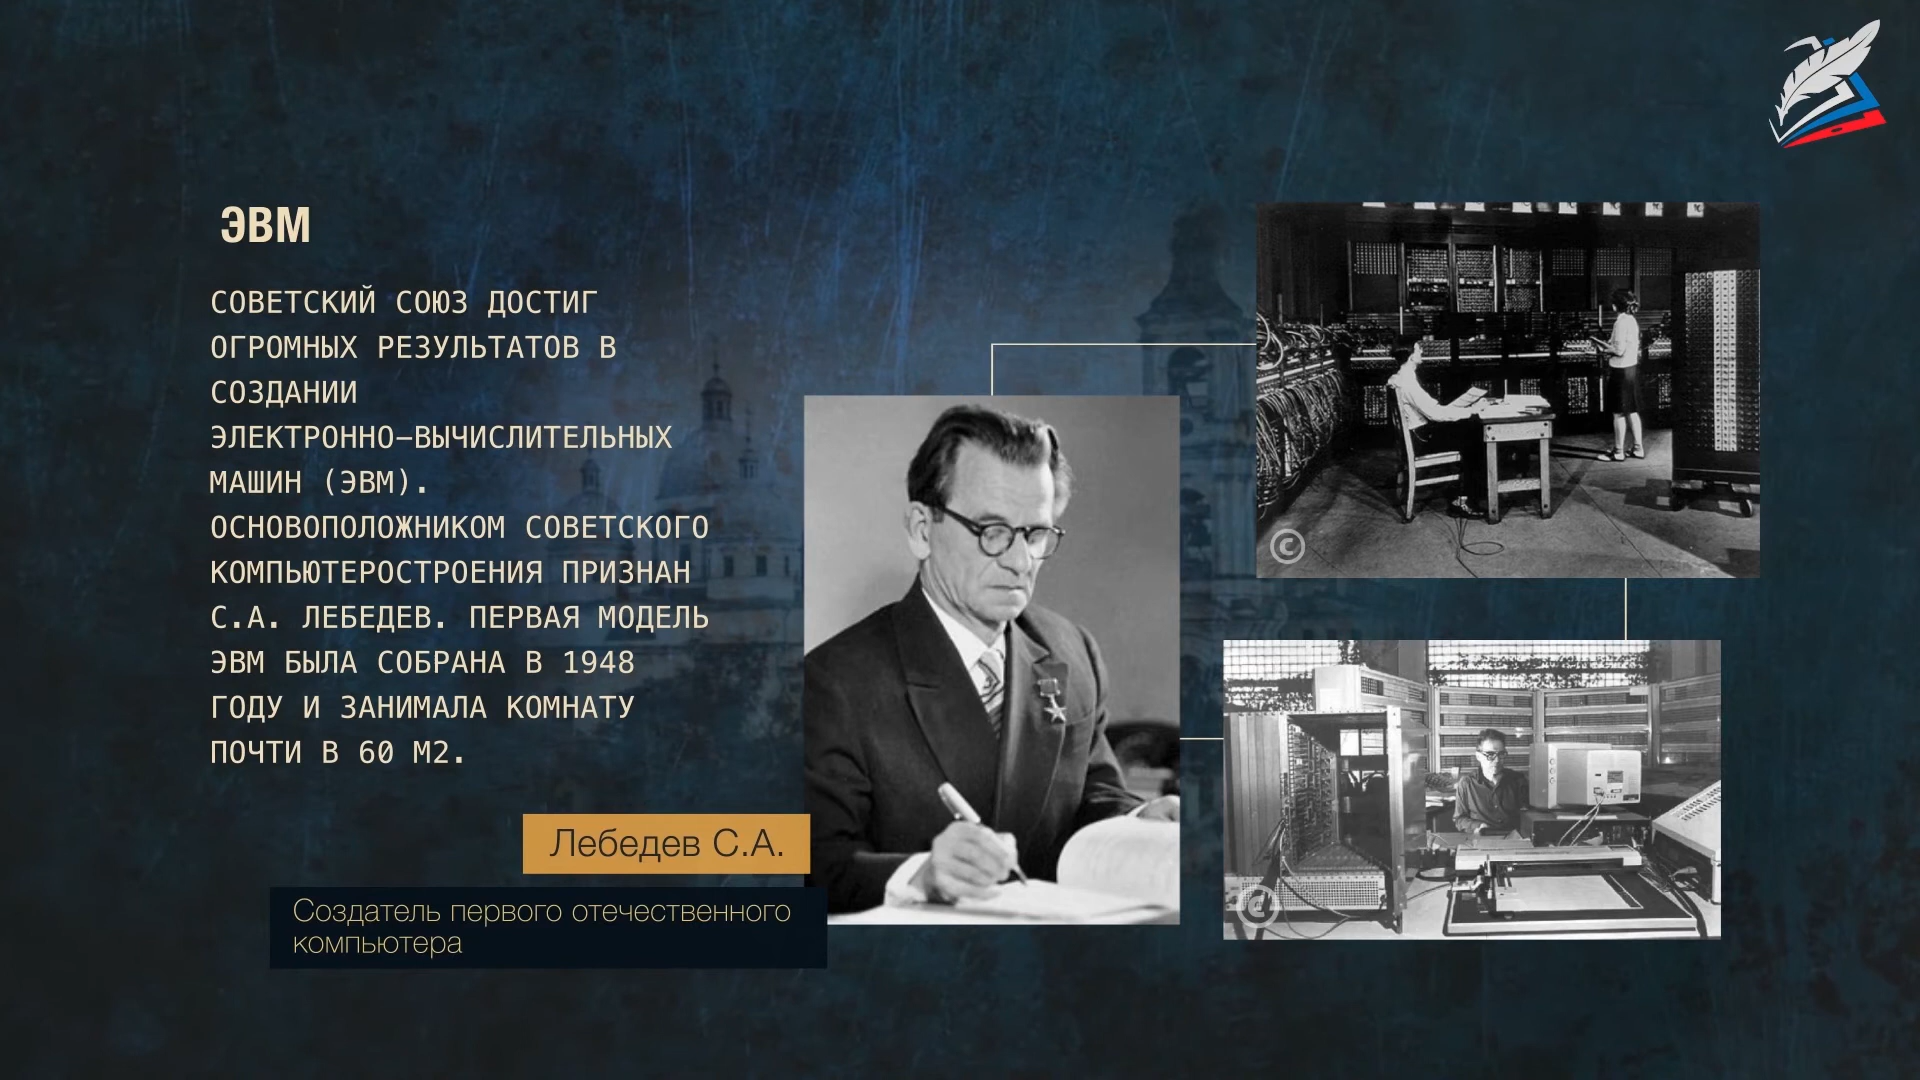 ЭВМ
СОВЕТСКИЙ СОЮЗ ДОСТИГ
ОГРОМНЫХ РЕЗУЛЬТАТОВ В
СОЗДАНИИ
ЭЛЕКТРОННО–ВЫЧИСЛИТЕЛЬНЫХ
МАШИН (ЭВМ).
ОСНОВОПОЛОЖНИКОМ СОВЕТСКОГО
КОМПЬЮТЕРОСТРОЕНИЯ ПРИЗНАН
С.А. ЛЕБЕДЕВ. ПЕРВАЯ МОДЕЛЬ
ЭВМ БЫЛА СОБРАНА В 1948
ГОДУ И ЗАНИМАЛА КОМНАТУ
ПОЧТИ В 60 М2.
Лебедев С.А.
Создатель первого отечественного
компьютера
©
©